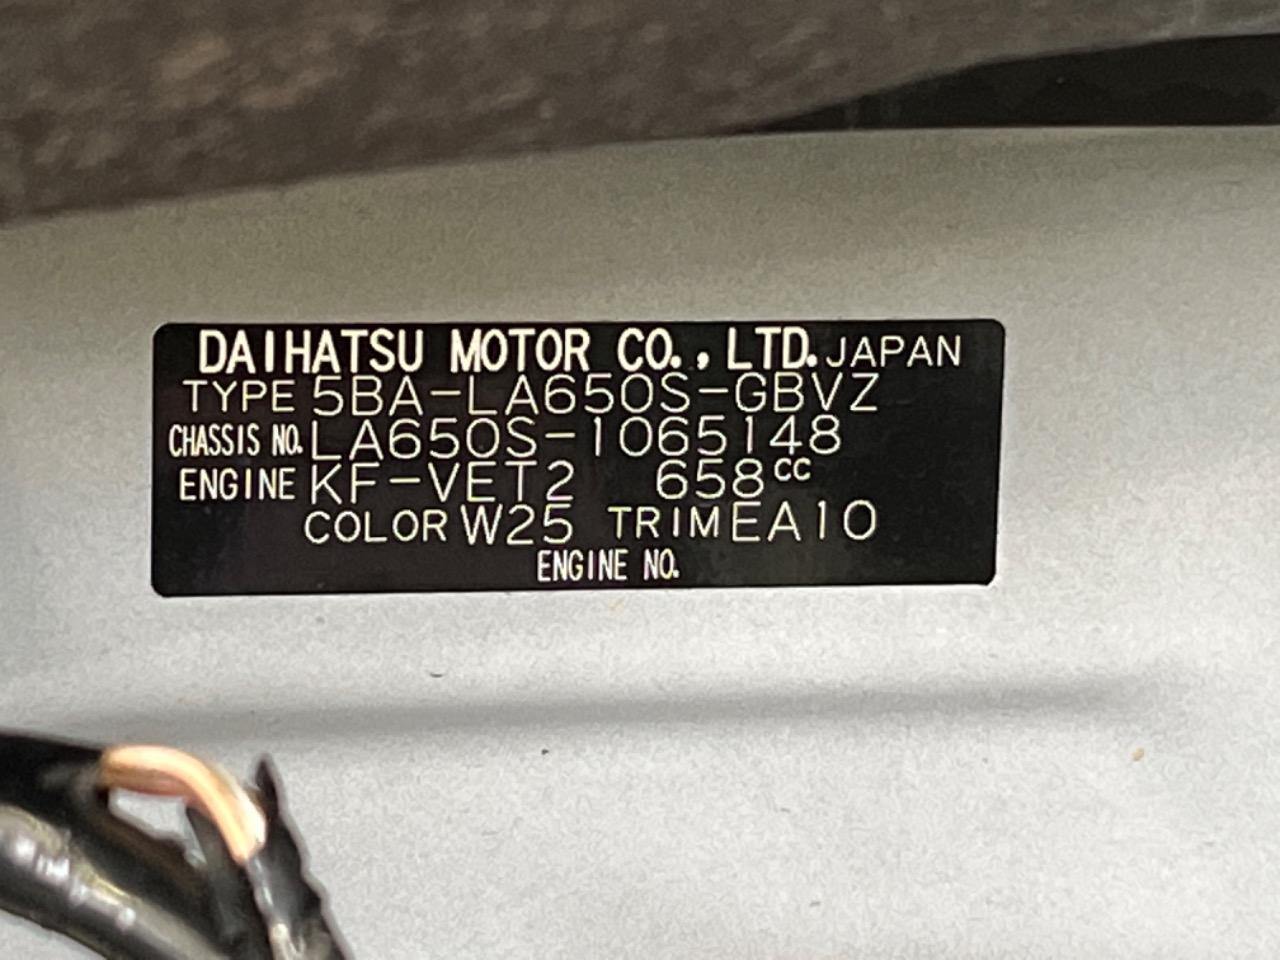 DAIHATSU MOTOR CO., LTD. JAPAN
TYPE 5BA-LA650S-GBVZ
CHASSIS NO. LA650S-1065148
ENGINE KF-VET2 658CC
COLOR W25 TRIM EA10
ENGINE NO.